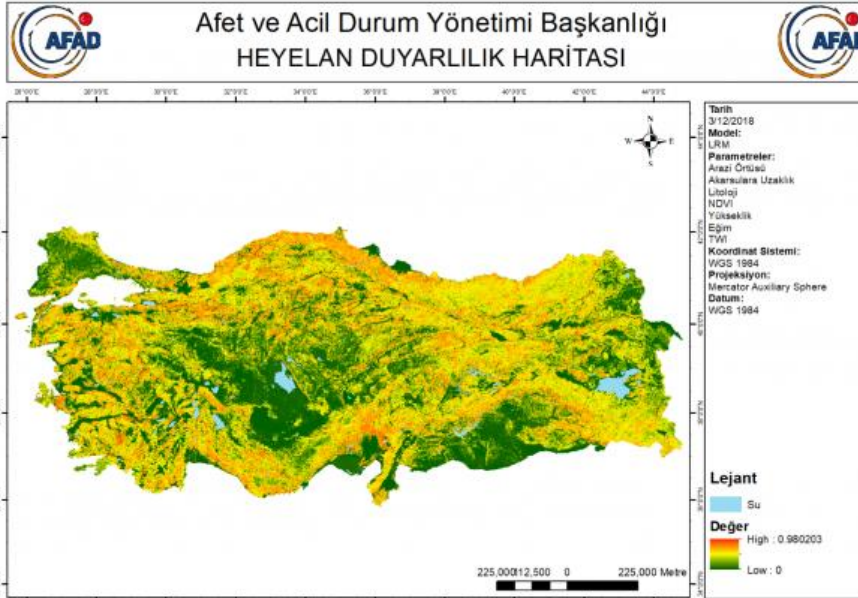 AFAD
Afet ve Acil Durum Yönetimi Başkanlığı
HEYELAN DUYARLILIK HARİTASI
AFAD
N
W E
S
Tarih
3/12/2018
Model:
LRM
Parametreler:
Arazi Örtüsü
Akarsulara Uzaklık
Litoloji
NDVI
Yükseklik
Eğim
TWI
Koordinat Sistemi:
WGS 1984
Projeksiyon:
Mercator Auxiliary Sphere
Datum:
WGS 1984
Lejant
Su
Değer
High : 0.980203
Low : 0
225,000112,500 0 225,000 Metre